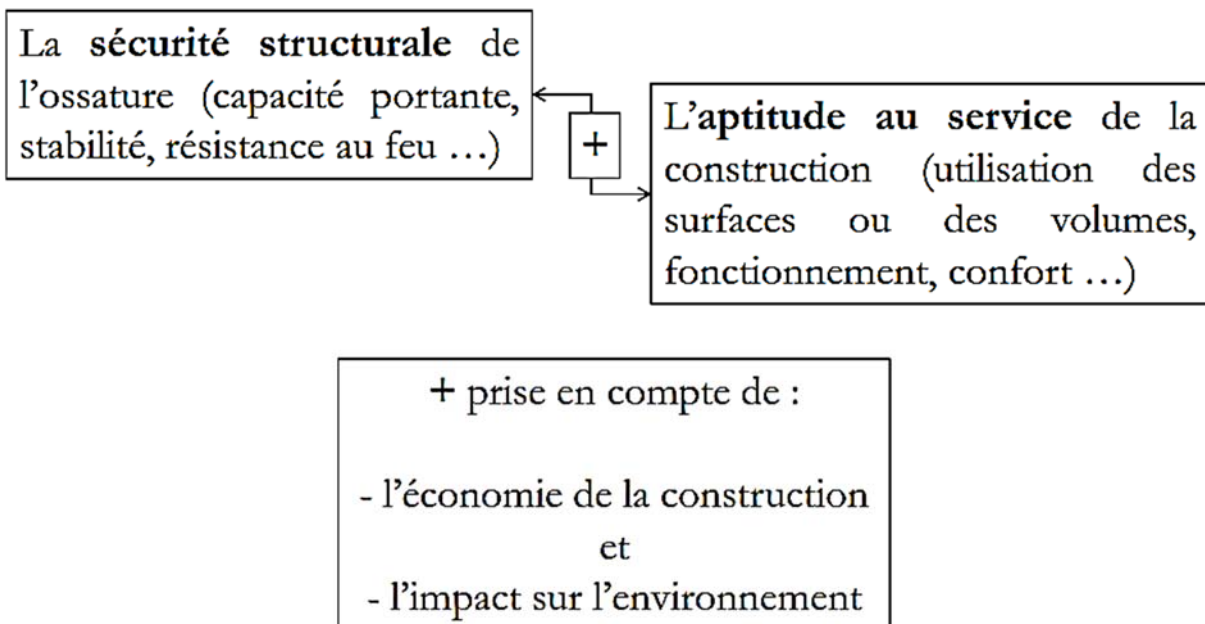 La sécurité structurale de
l'ossature (capacité portante,
stabilité, résistance au feu …)
+
L'aptitude au service de la
construction (utilisation des
surfaces ou des volumes,
fonctionnement, confort …)
+ prise en compte de :
- l'économie de la construction
et
- l'impact sur l'environnement